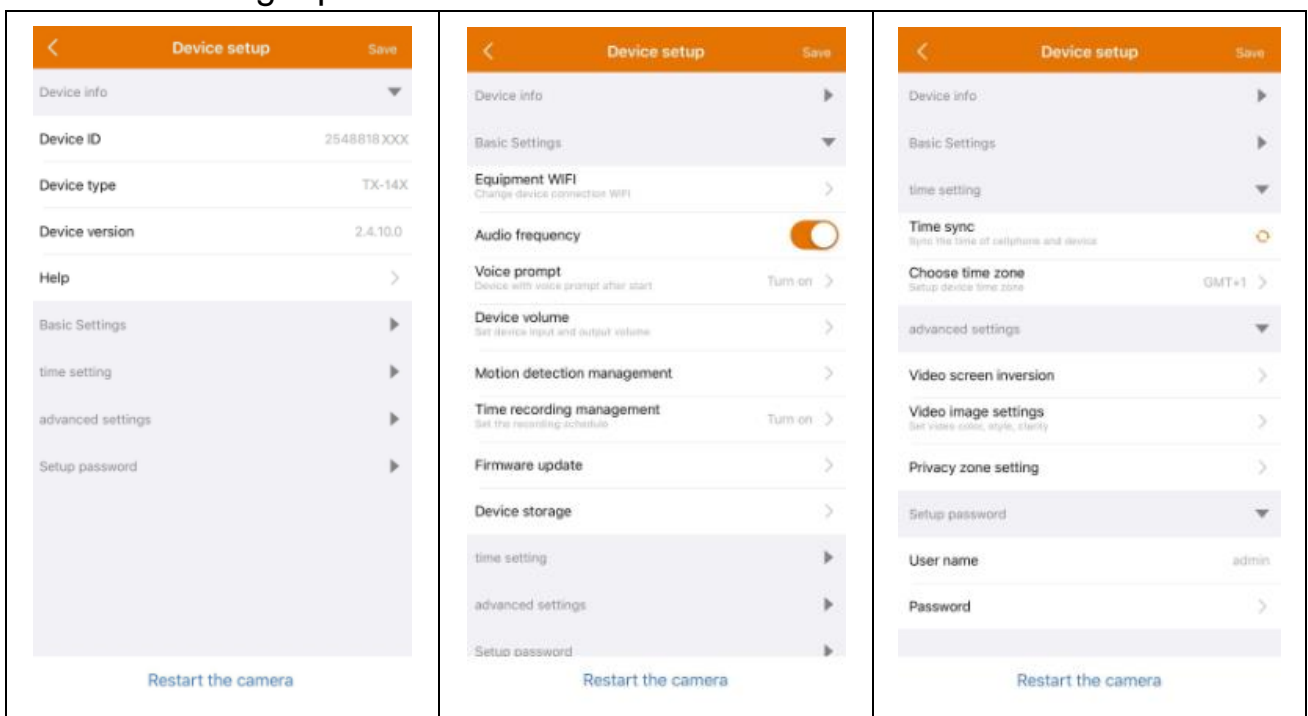 Device setup
Save
Device info
Device ID
2548818XXX
Device type
TX-14X
Device version
2.4.10.0
Help
Basic Settings
time setting
advanced settings
Setup password
Restart the camera
Device setup
Save
Device info
Basic Settings
Equipment WIFI
Change device connection WIFI
Audio frequency
Voice prompt
Device with voice prompt after start
Turn on
Device volume
Set device input and output volume
Motion detection management
Time recording management
Set the recording schedule
Turn on
Firmware update
Device storage
time setting
advanced settings
Setup password
Restart the camera
Device setup
Save
Device info
Basic Settings
time setting
Time sync
Sync the time of cellphone and device
Choose time zone
Setup device time zone
GMT+1
advanced settings
Video screen inversion
Video image settings
Set video color, style, clarity
Privacy zone setting
Setup password
User name
admin
Password
Restart the camera